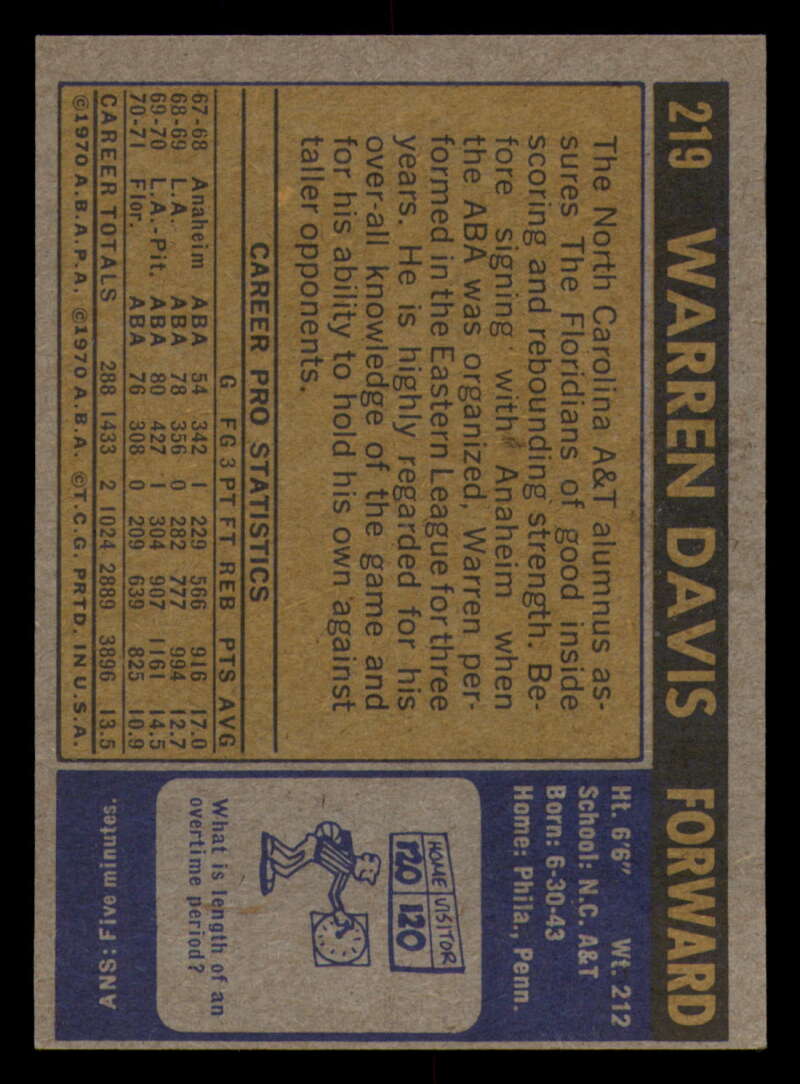 219 WARREN DAVIS FORWARD
The North Carolina A&T alumnus as-
sures The Floridians of good inside
scoring and rebounding strength. Be-
fore signing with Anaheim when
the ABA was organized, Warren per-
formed in the Eastern League for three
years. He is highly regarded for his
over-all knowledge of the game and
for his ability to hold his own against
taller opponents.
CAREER PRO STATISTICS
G FG 3PT FT REB PTS AVG
67-68 Anaheim ABA 54 342 1 229 566 916 17.0
68-69 L.A. ABA 78 356 0 282 777 994 12.7
69-70 L.A.-Pit. ABA 80 427 1 304 907 1161 14.5
70-71 Flor. ABA 76 308 0 209 639 825 10.9
CAREER TOTALS 288 1433 2 1024 2889 3896 13.5
©1970 A.B.A.P.A. ©1970 A.B.A. ©T.C.G. PRTD. IN U.S.A.
Ht. 6'6" Wt. 212
School: N.C. A&T
Born: 6-30-43
Home: Phila., Penn.
HOME VISITOR
120 120
What is length of an
overtime period?
ANS: Five minutes.